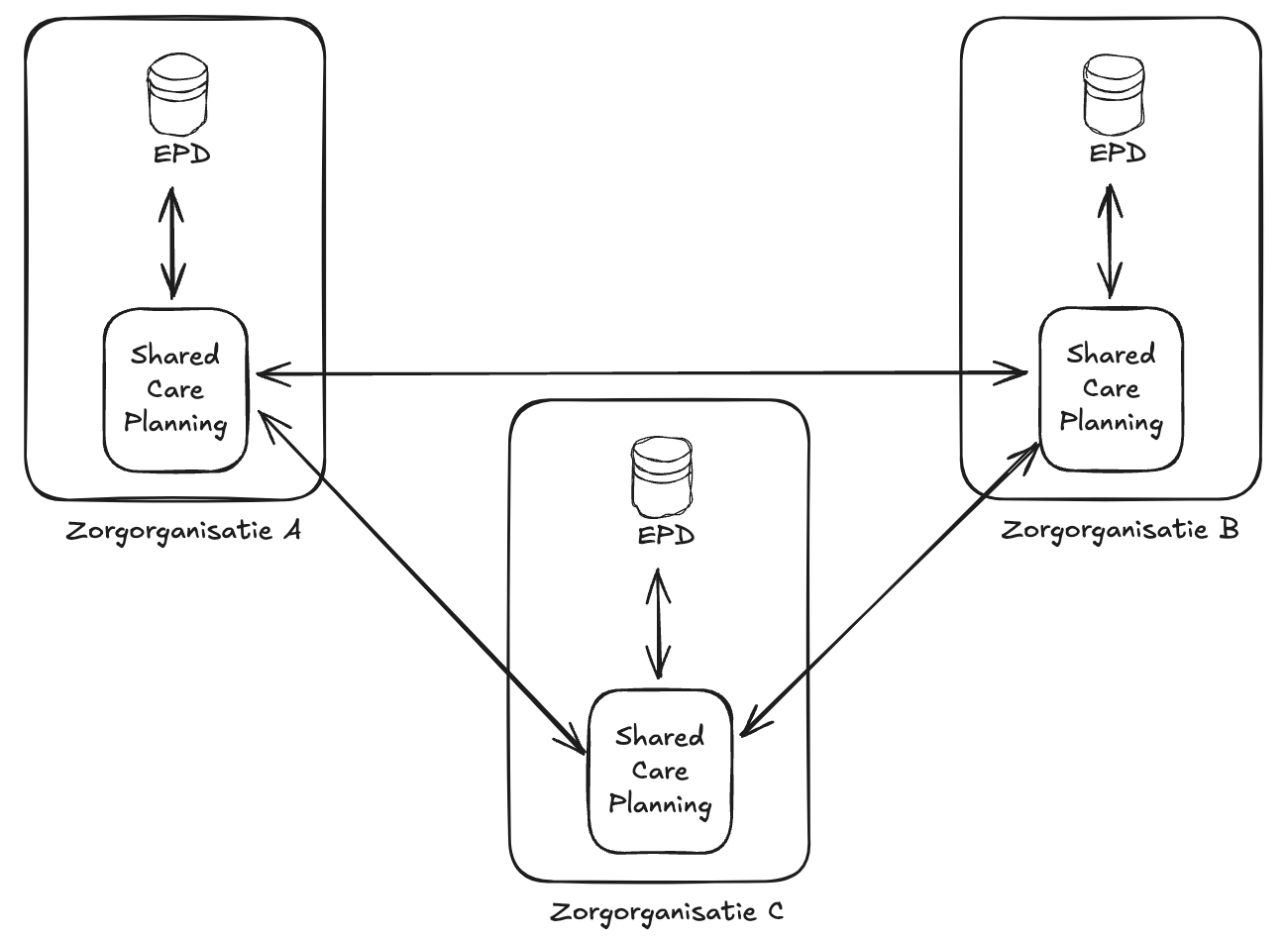 EPD
Shared
Care
Planning
Zorgorganisatie A
EPD
Shared
Care
Planning
Zorgorganisatie B
EPD
Shared
Care
Planning
Zorgorganisatie C